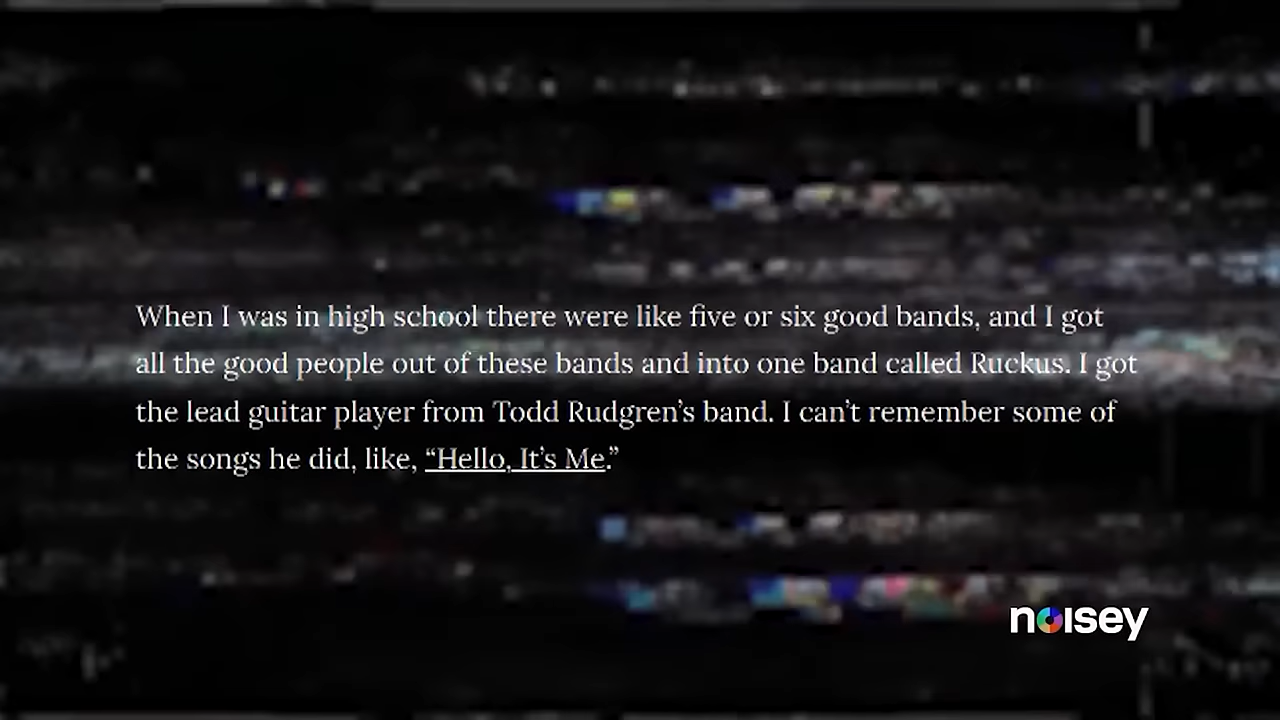 When I was in high school there were like five or six good bands, and I got
all the good people out of these bands and into one band called Ruckus. I got
the lead guitar player from Todd Rudgren’s band. I can’t remember some of
the songs he did, like, “Hello, It’s Me.”
noisey